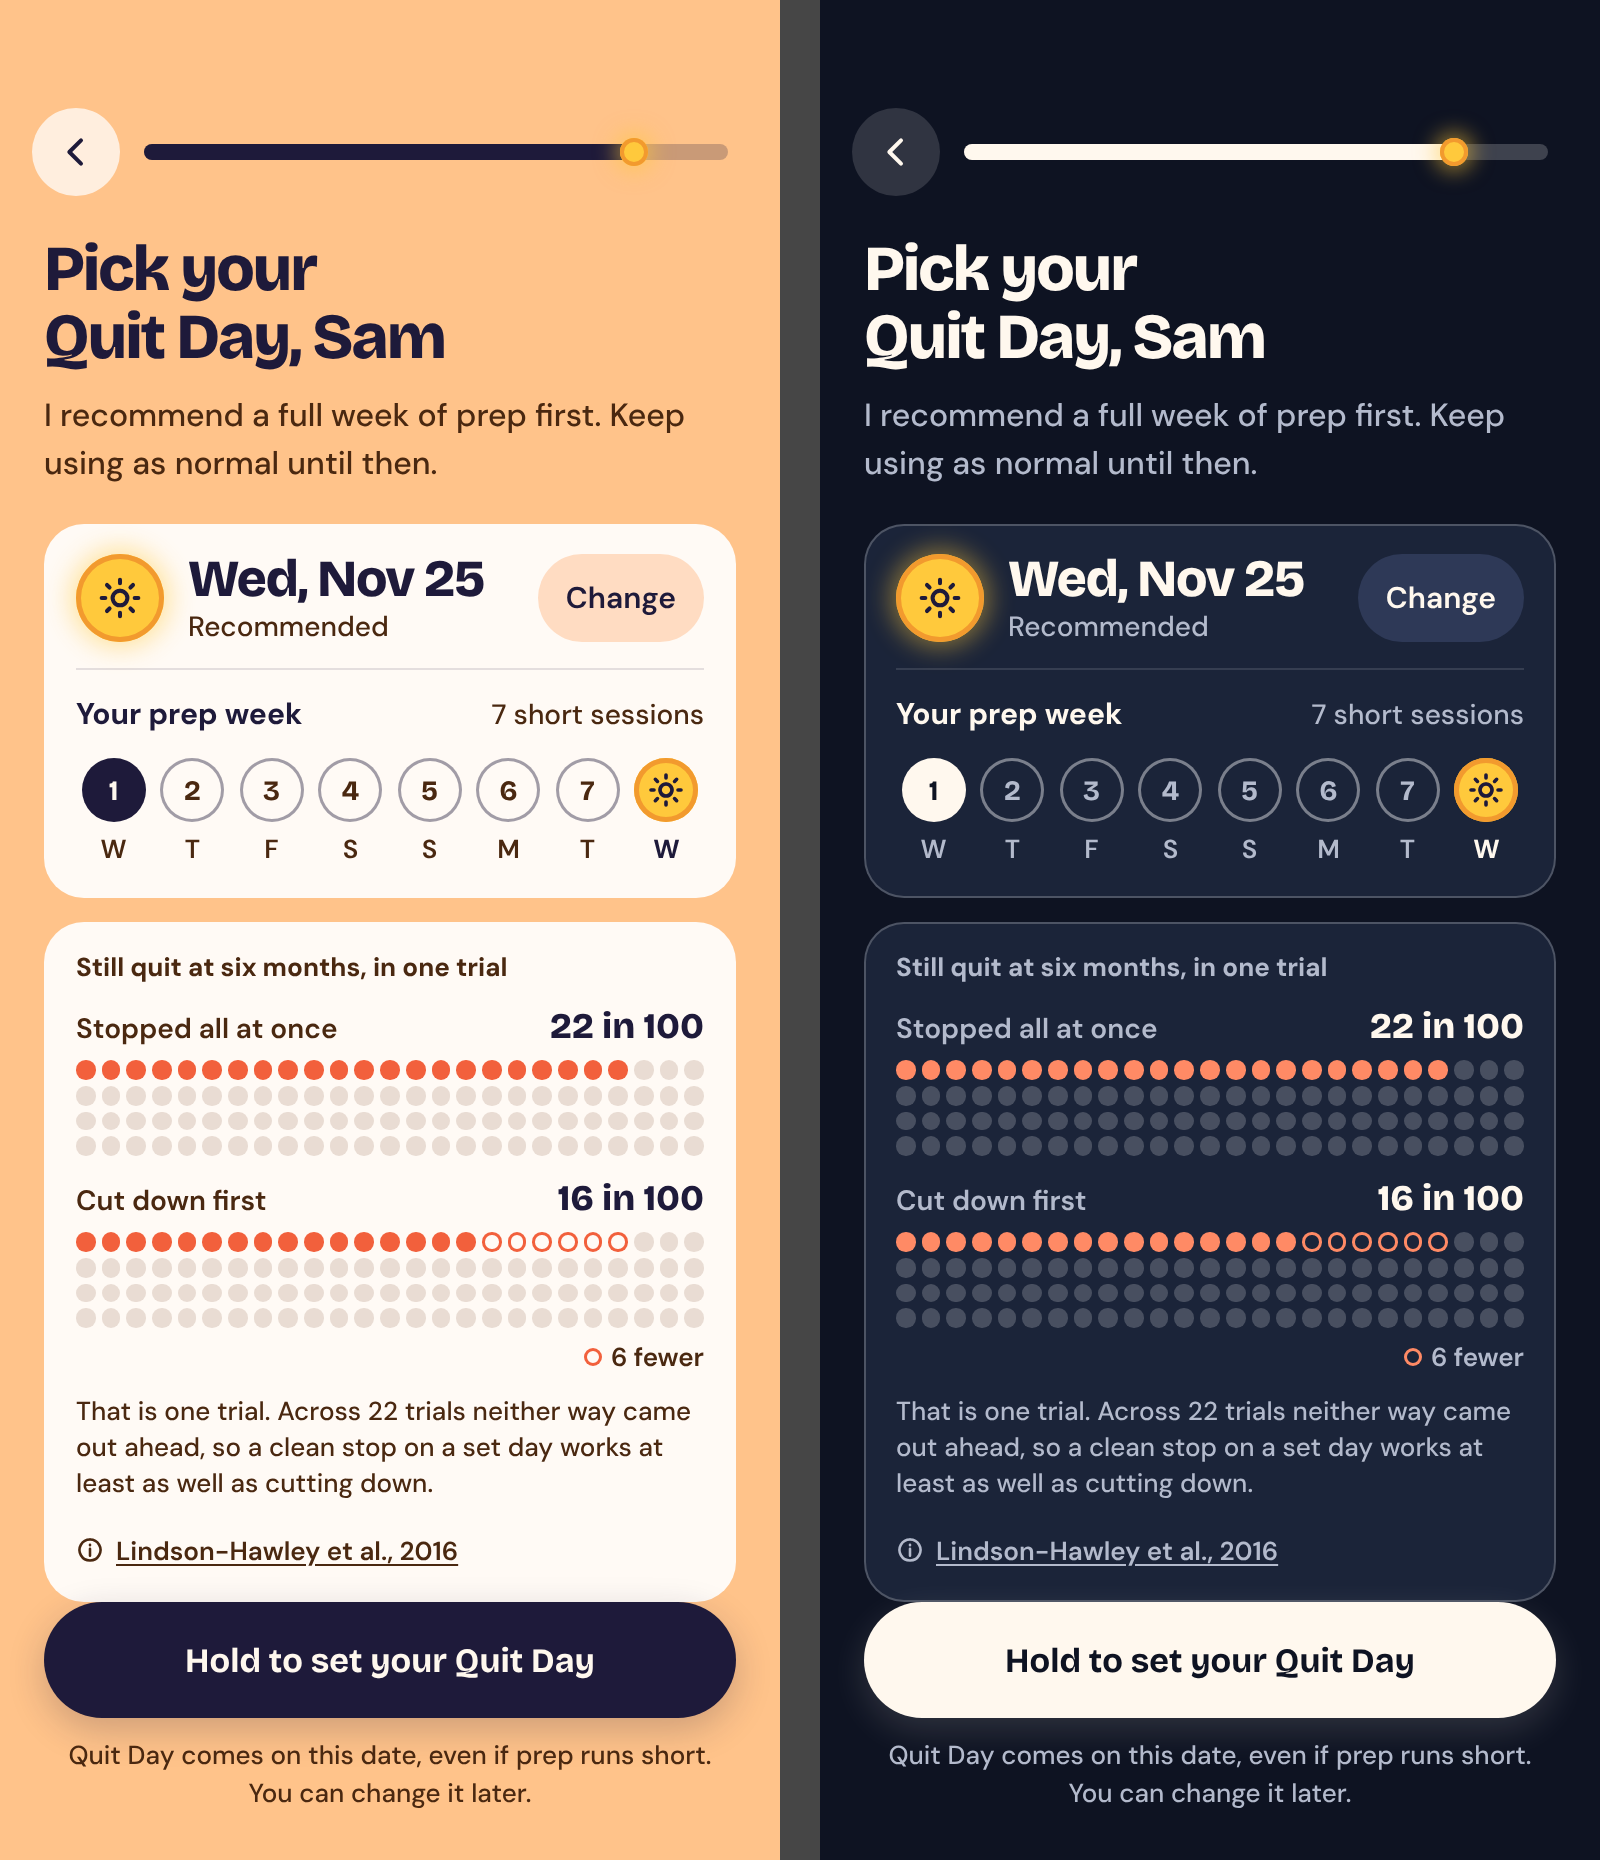 Pick your
Quit Day, Sam
I recommend a full week of prep first. Keep
using as normal until then.
Wed, Nov 25
Recommended
Change
Your prep week
7 short sessions
1 2 3 4 5 6 7
W T F S S M T W
Still quit at six months, in one trial
Stopped all at once
22 in 100
Cut down first
16 in 100
6 fewer
That is one trial. Across 22 trials neither way came
out ahead, so a clean stop on a set day works at
least as well as cutting down.
Lindson-Hawley et al., 2016
Hold to set your Quit Day
Quit Day comes on this date, even if prep runs short.
You can change it later.
Pick your
Quit Day, Sam
I recommend a full week of prep first. Keep
using as normal until then.
Wed, Nov 25
Recommended
Change
Your prep week
7 short sessions
1 2 3 4 5 6 7
W T F S S M T W
Still quit at six months, in one trial
Stopped all at once
22 in 100
Cut down first
16 in 100
6 fewer
That is one trial. Across 22 trials neither way came
out ahead, so a clean stop on a set day works at
least as well as cutting down.
Lindson-Hawley et al., 2016
Hold to set your Quit Day
Quit Day comes on this date, even if prep runs short.
You can change it later.